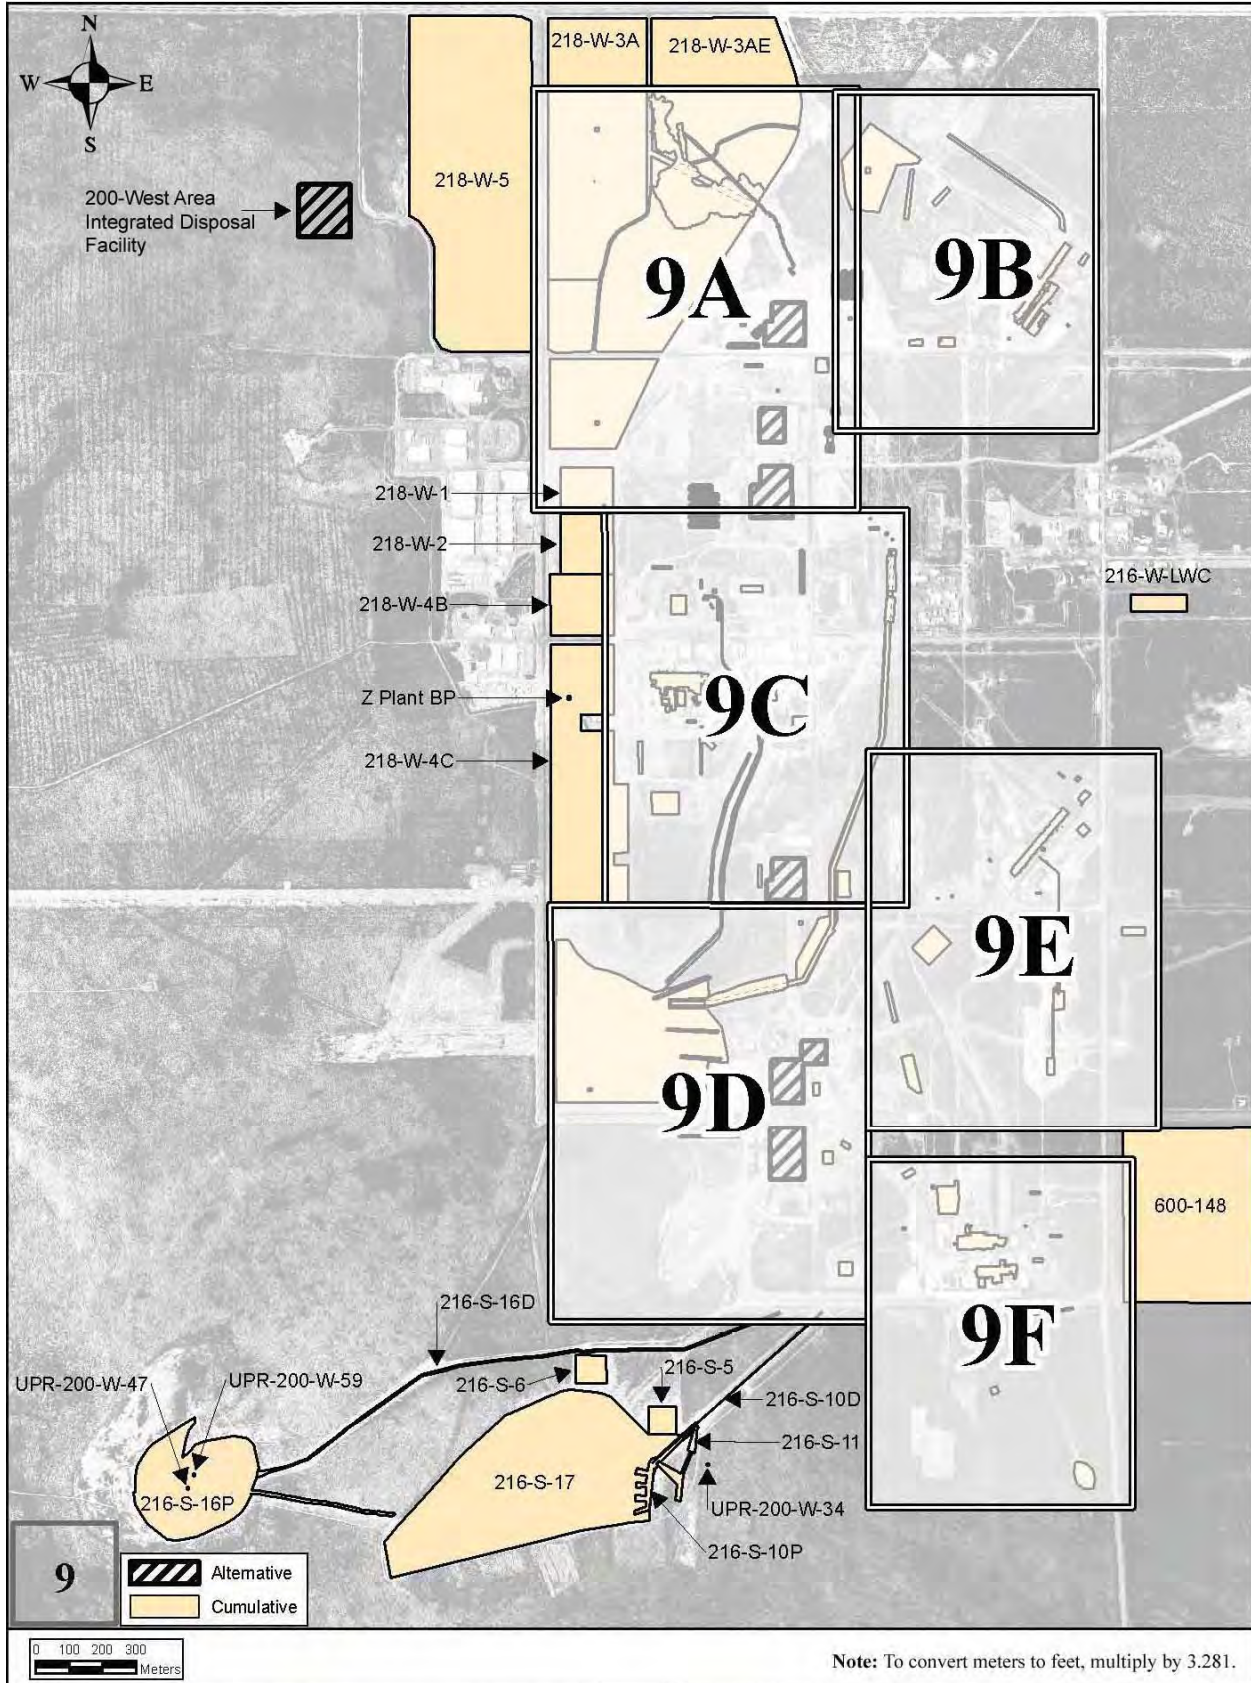 N
W
E
S
218-W-3A
218-W-3AE
218-W-5
200-West Area
Integrated Disposal
Facility
9A
9B
218-W-1
218-W-2
218-W-4B
216-W-LWC
Z Plant BP
9C
218-W-4C
9E
9D
600-148
9F
216-S-16D
216-S-5
216-S-6
UPR-200-W-47
UPR-200-W-59
216-S-10D
216-S-11
216-S-17
216-S-16P
UPR-200-W-34
216-S-10P
9
Alternative
Cumulative
0 100 200 300
Meters
Note: To convert meters to feet, multiply by 3.281.